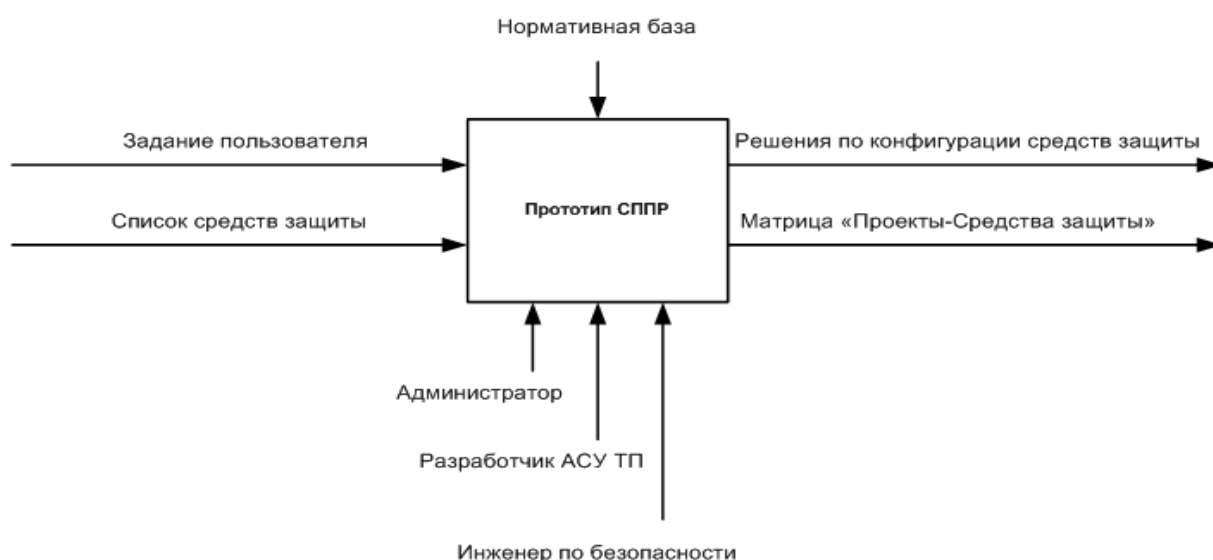 Нормативная база
Задание пользователя
Решения по конфигурации средств защиты
Прототип СППР
Список средств защиты
Матрица «Проекты-Средства защиты»
Администратор
Разработчик АСУ ТП
Инженер по безопасности